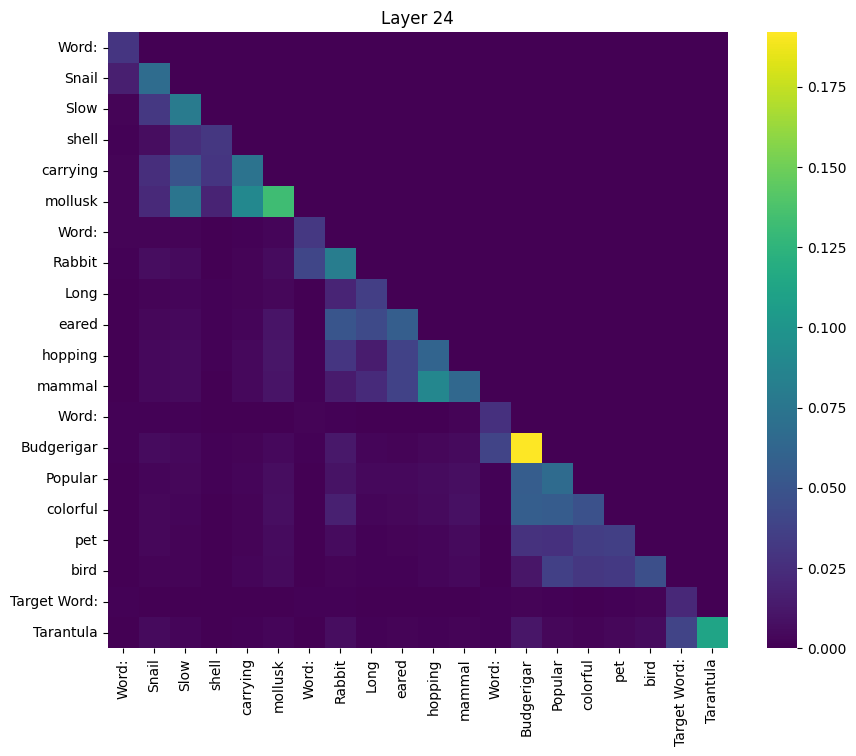 Layer 24
Word:
Snail
Slow
shell
carrying
mollusk
Word:
Rabbit
Long
eared
hopping
mammal
Word:
Budgerigar
Popular
colorful
pet
bird
Target Word:
Tarantula
Word:
Snail
Slow
shell
carrying
mollusk
Word:
Rabbit
Long
eared
hopping
mammal
Word:
Budgerigar
Popular
colorful
pet
bird
Target Word:
Tarantula
0.175
0.150
0.125
0.100
0.075
0.050
0.025
0.000